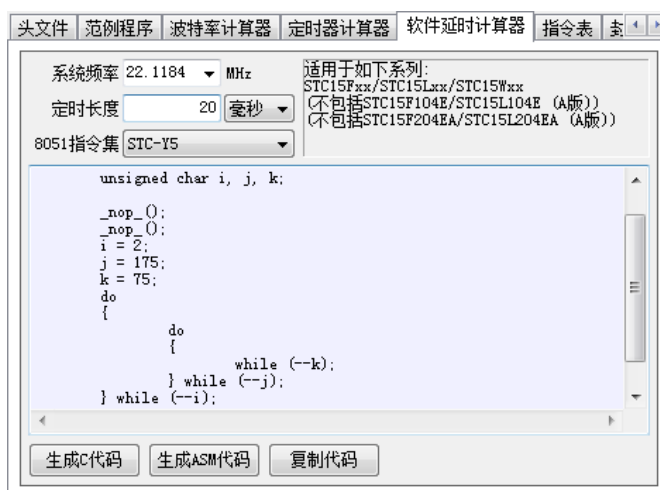 头文件 范例程序 波特率计算器 定时器计算器 软件延时计算器 指令表
系统频率 22.1184 MHz
定时长度 20 毫秒
8051指令集 STC-Y5
适用于如下系列:
STC15Fxx/STC15Lxx/STC15Wxx
(不包括STC15F104E/STC15L104E (A版))
(不包括STC15F204EA/STC15L204EA (A版))
unsigned char i, j, k;
_nop_();
_nop_();
i = 2;
j = 175;
k = 75;
do
{
do
{
while (--k);
} while (--j);
} while (--i);
生成C代码 生成ASM代码 复制代码